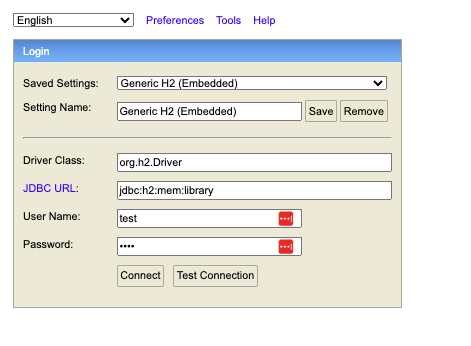 English Preferences Tools Help
Login
Saved Settings: Generic H2 (Embedded)
Setting Name: Generic H2 (Embedded) Save Remove
Driver Class: org.h2.Driver
JDBC URL: jdbc:h2:mem:library
User Name: test
Password: ••••
Connect Test Connection